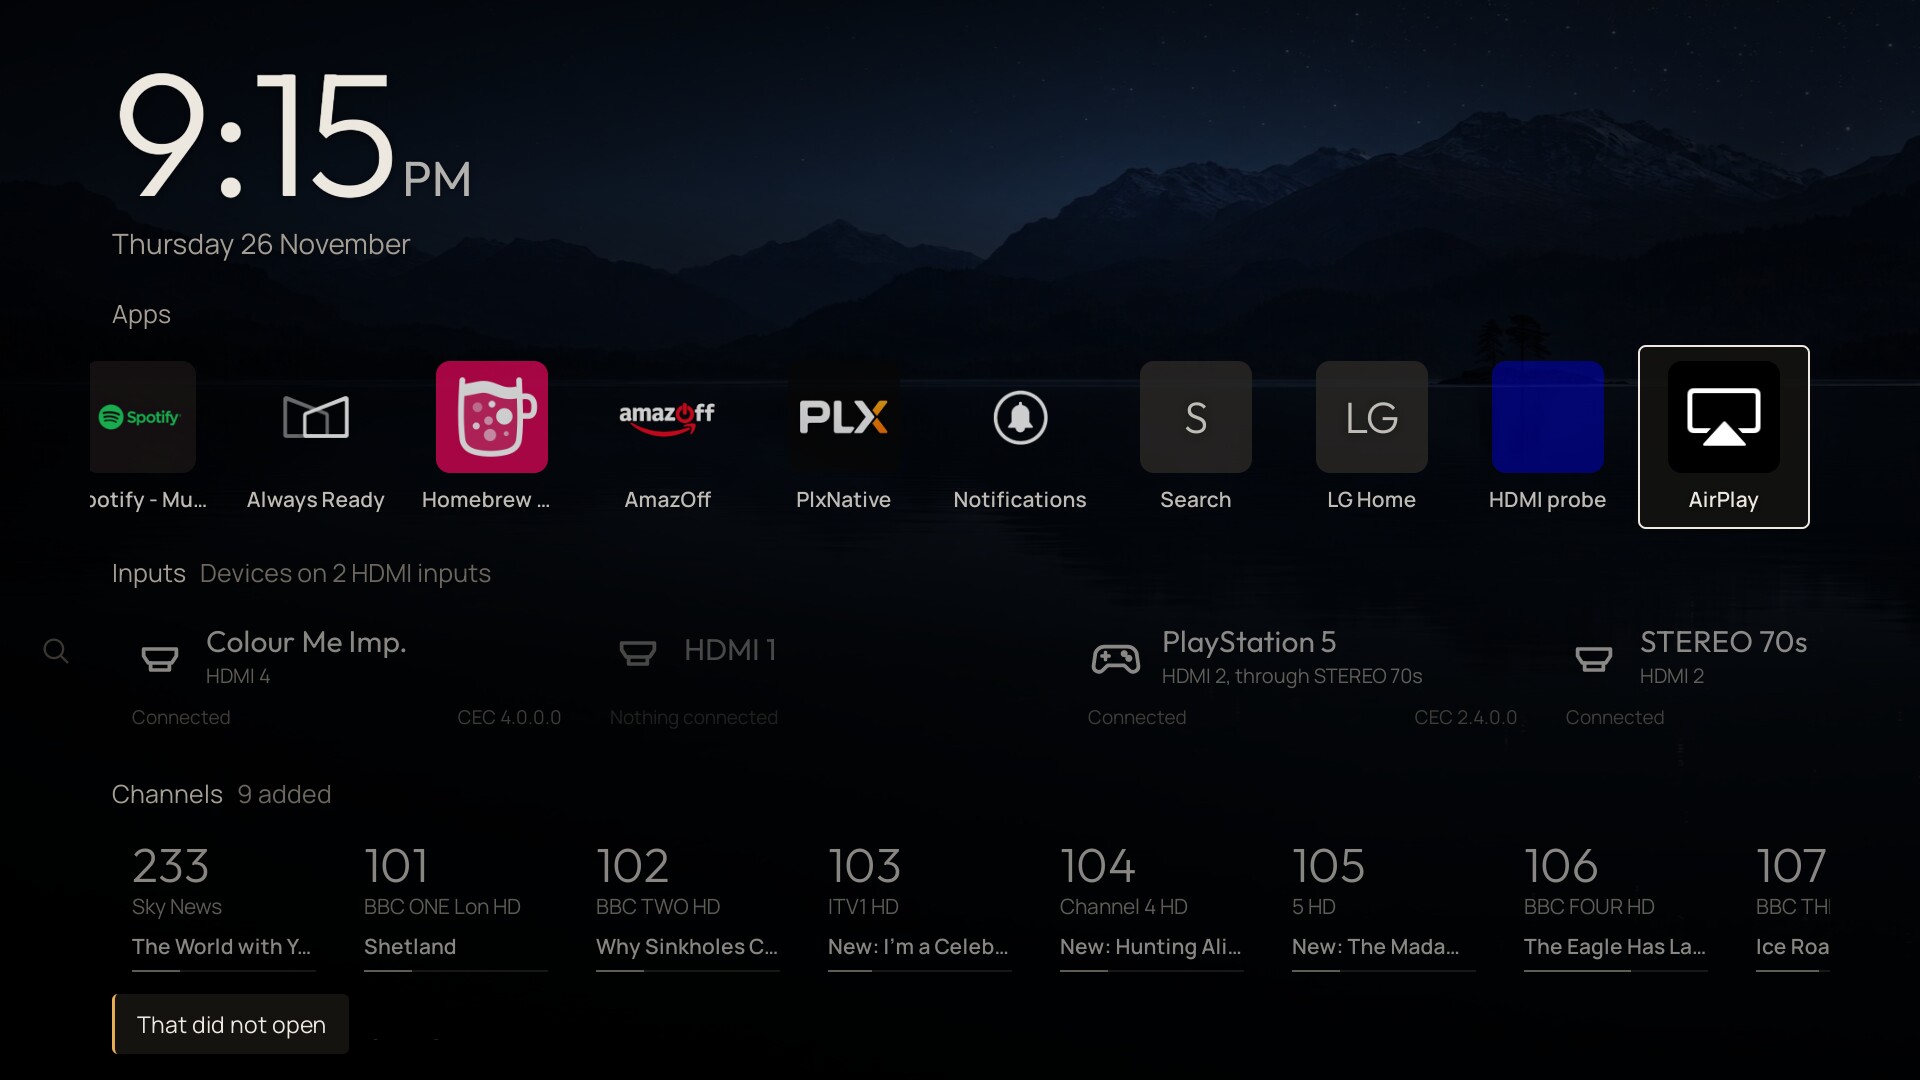 9:15 PM
Thursday 26 November
Apps
Spotify
amazoff
PLX
S
LG
potify - Mu...
Always Ready
Homebrew ...
AmazOff
PlxNative
Notifications
Search
LG Home
HDMI probe
AirPlay
Inputs Devices on 2 HDMI inputs
Colour Me Imp.
HDMI 4
Connected
CEC 4.0.0.0
HDMI 1
Nothing connected
PlayStation 5
HDMI 2, through STEREO 70s
Connected
CEC 2.4.0.0
STEREO 70s
HDMI 2
Connected
Channels 9 added
233
Sky News
The World with Y...
101
BBC ONE Lon HD
Shetland
102
BBC TWO HD
Why Sinkholes C...
103
ITV1 HD
New: I'm a Celeb...
104
Channel 4 HD
New: Hunting Ali...
105
5 HD
New: The Mada...
106
BBC FOUR HD
The Eagle Has La...
107
BBC TH
Ice Roa
That did not open